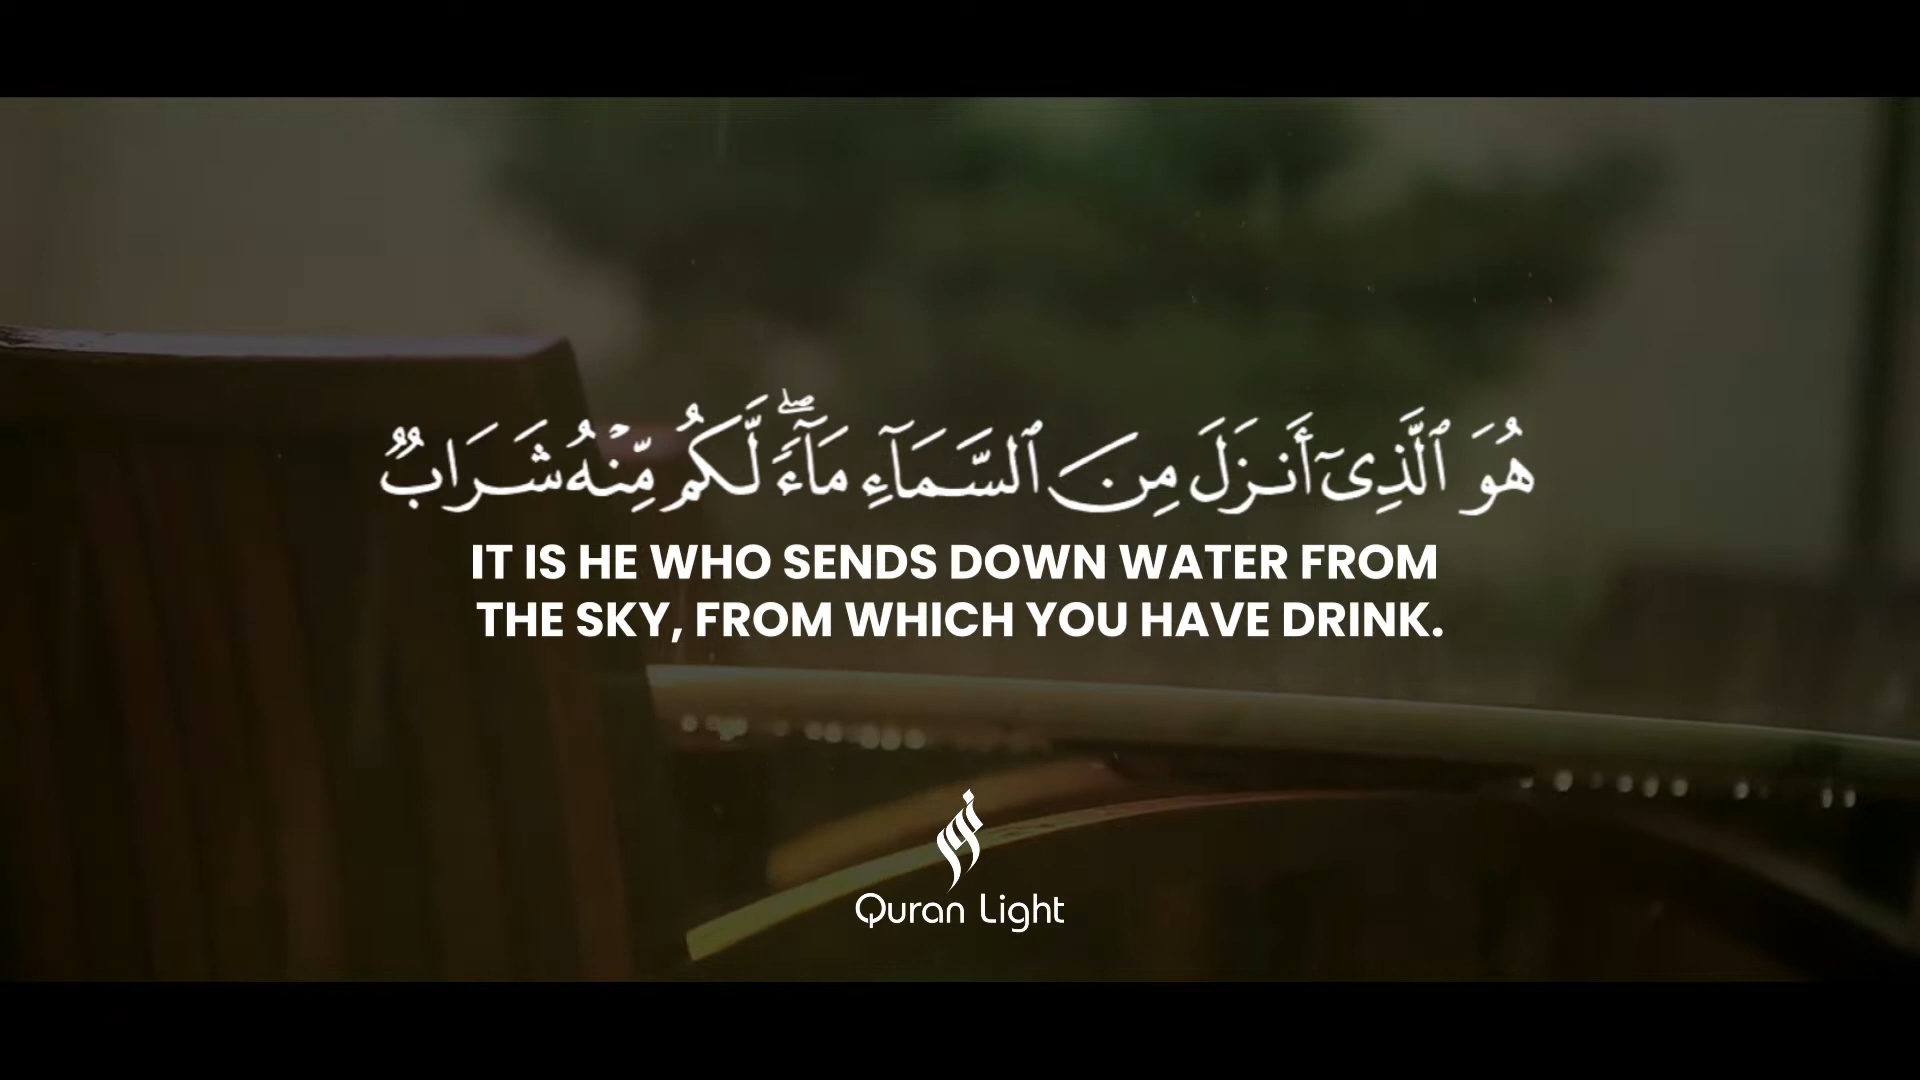 هُوَ ٱلَّذِىٓ أَنزَلَ مِنَ ٱلسَّمَآءِ مَآءًۖ لَّكُم مِّنْهُ شَرَابٌ
IT IS HE WHO SENDS DOWN WATER FROM
THE SKY, FROM WHICH YOU HAVE DRINK.
نور
Quran Light